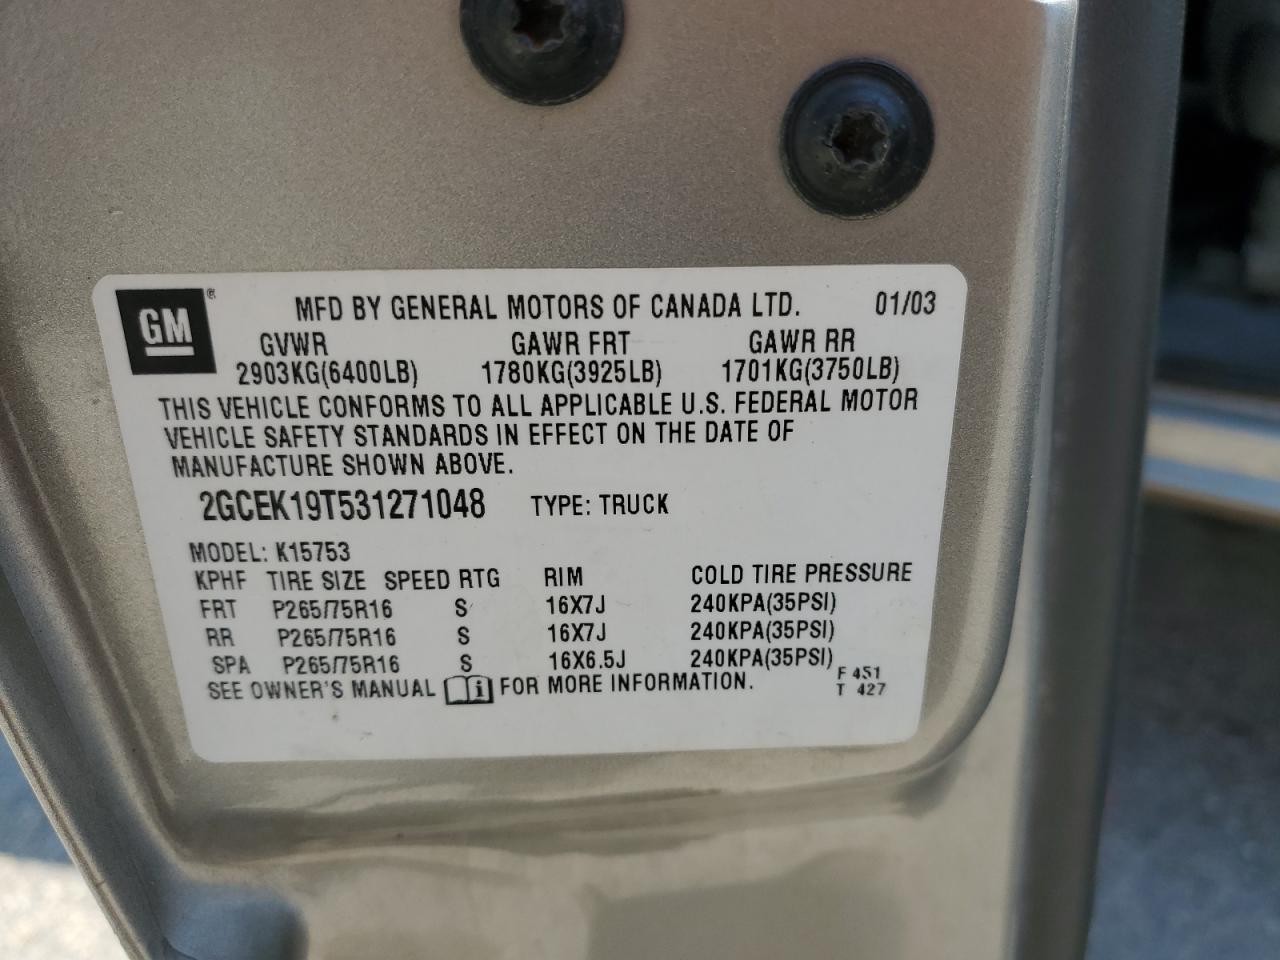 GM ®
MFD BY GENERAL MOTORS OF CANADA LTD. 01/03
GVWR GAWR FRT GAWR RR
2903KG(6400LB) 1780KG(3925LB) 1701KG(3750LB)
THIS VEHICLE CONFORMS TO ALL APPLICABLE U.S. FEDERAL MOTOR
VEHICLE SAFETY STANDARDS IN EFFECT ON THE DATE OF
MANUFACTURE SHOWN ABOVE.
2GCEK19T531271048 TYPE: TRUCK
MODEL: K15753
KPHF TIRE SIZE SPEED RTG RIM COLD TIRE PRESSURE
FRT P265/75R16 S 16X7J 240KPA(35PSI)
RR P265/75R16 S 16X7J 240KPA(35PSI)
SPA P265/75R16 S 16X6.5J 240KPA(35PSI)
SEE OWNER'S MANUAL i FOR MORE INFORMATION.
F 451
T 427